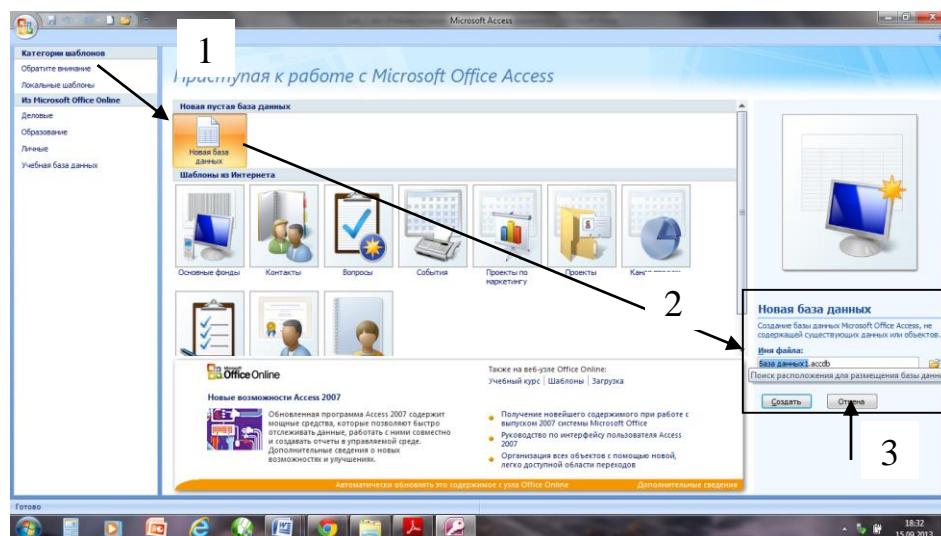 Microsoft Access
1
Категории шаблонов
Обратите внимание
Локальные шаблоны
Из Microsoft Office Online
Деловые
Образование
Личные
Учебная база данных
Приступая к работе с Microsoft Office Access
Новая пустая база данных
Новая база
данных
Шаблоны из Интернета
Основные фонды
Контакты
Вопросы
События
Проекты по
маркетингу
Проекты
2
Новая база данных
Создание базы данных Microsoft Office Access, не
содержащей существующих данных или объектов.
Имя файла:
База данных1.accdb
Поиск расположения для размещения базы данн
Создать
Отмена
3
Office Online
Новые возможности Access 2007
Обновленная программа Access 2007 содержит
мощные средства, которые позволяют быстро
отслеживать данные, работать с ними совместно
и создавать отчеты в управляемой среде.
Дополнительные сведения о новых
возможностях и улучшениях.
Также на веб-узле Office Online:
Учебный курс | Шаблоны | Загрузка
Получение новейшего содержимого при работе с
выпуском 2007 системы Microsoft Office
Руководство по интерфейсу пользователя Access
2007
Организация всех объектов с помощью новой,
легко доступной области переходов
Автоматически обновлять это содержимое с узла Office Online
Дополнительные сведения
Готово
18:32
15.09.2013